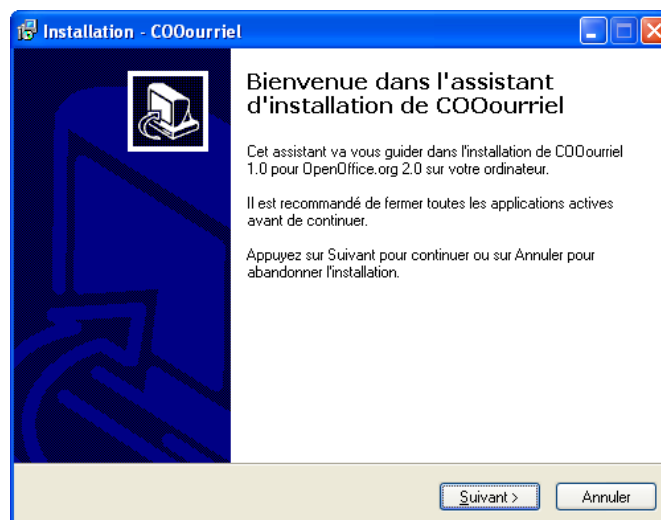 Installation - COOourriel
Bienvenue dans l'assistant
d'installation de COOourriel
Cet assistant va vous guider dans l'installation de COOourriel
1.0 pour OpenOffice.org 2.0 sur votre ordinateur.
Il est recommandé de fermer toutes les applications actives
avant de continuer.
Appuyez sur Suivant pour continuer ou sur Annuler pour
abandonner l'installation.
Suivant >
Annuler